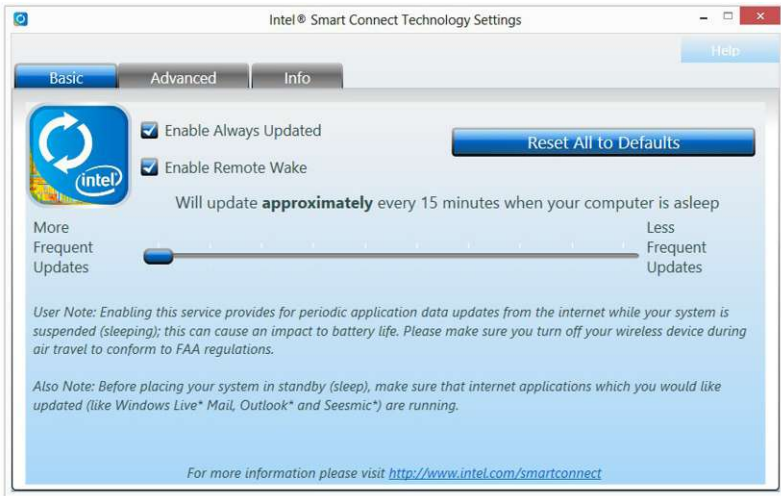 Intel® Smart Connect Technology Settings
Help
Basic Advanced Info
Enable Always Updated
Reset All to Defaults
Enable Remote Wake
(intel)
Will update approximately every 15 minutes when your computer is asleep
More
Frequent
Updates
Less
Frequent
Updates
User Note: Enabling this service provides for periodic application data updates from the internet while your system is
suspended (sleeping); this can cause an impact to battery life. Please make sure you turn off your wireless device during
air travel to conform to FAA regulations.
Also Note: Before placing your system in standby (sleep), make sure that internet applications which you would like
updated (like Windows Live* Mail, Outlook* and Seesmic*) are running.
For more information please visit http://www.intel.com/smartconnect